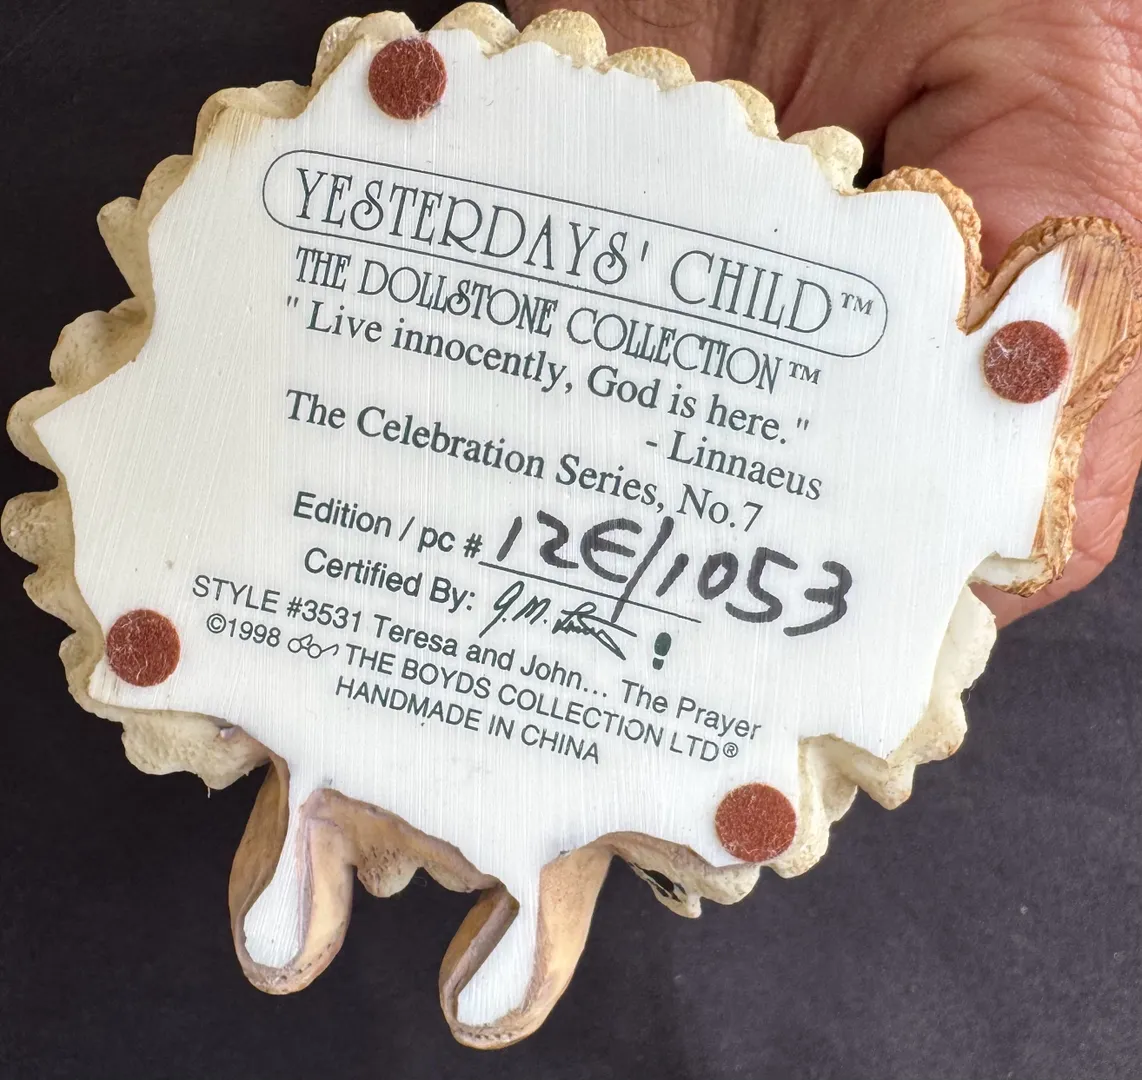 YESTERDAYS' CHILD™
THE DOLLSTONE COLLECTION™
" Live innocently, God is here. "
- Linnaeus
The Celebration Series, No.7
Edition / pc # 12E/1053
Certified By: G.M. !
STYLE #3531 Teresa and John... The Prayer
©1998 THE BOYDS COLLECTION LTD®
HANDMADE IN CHINA